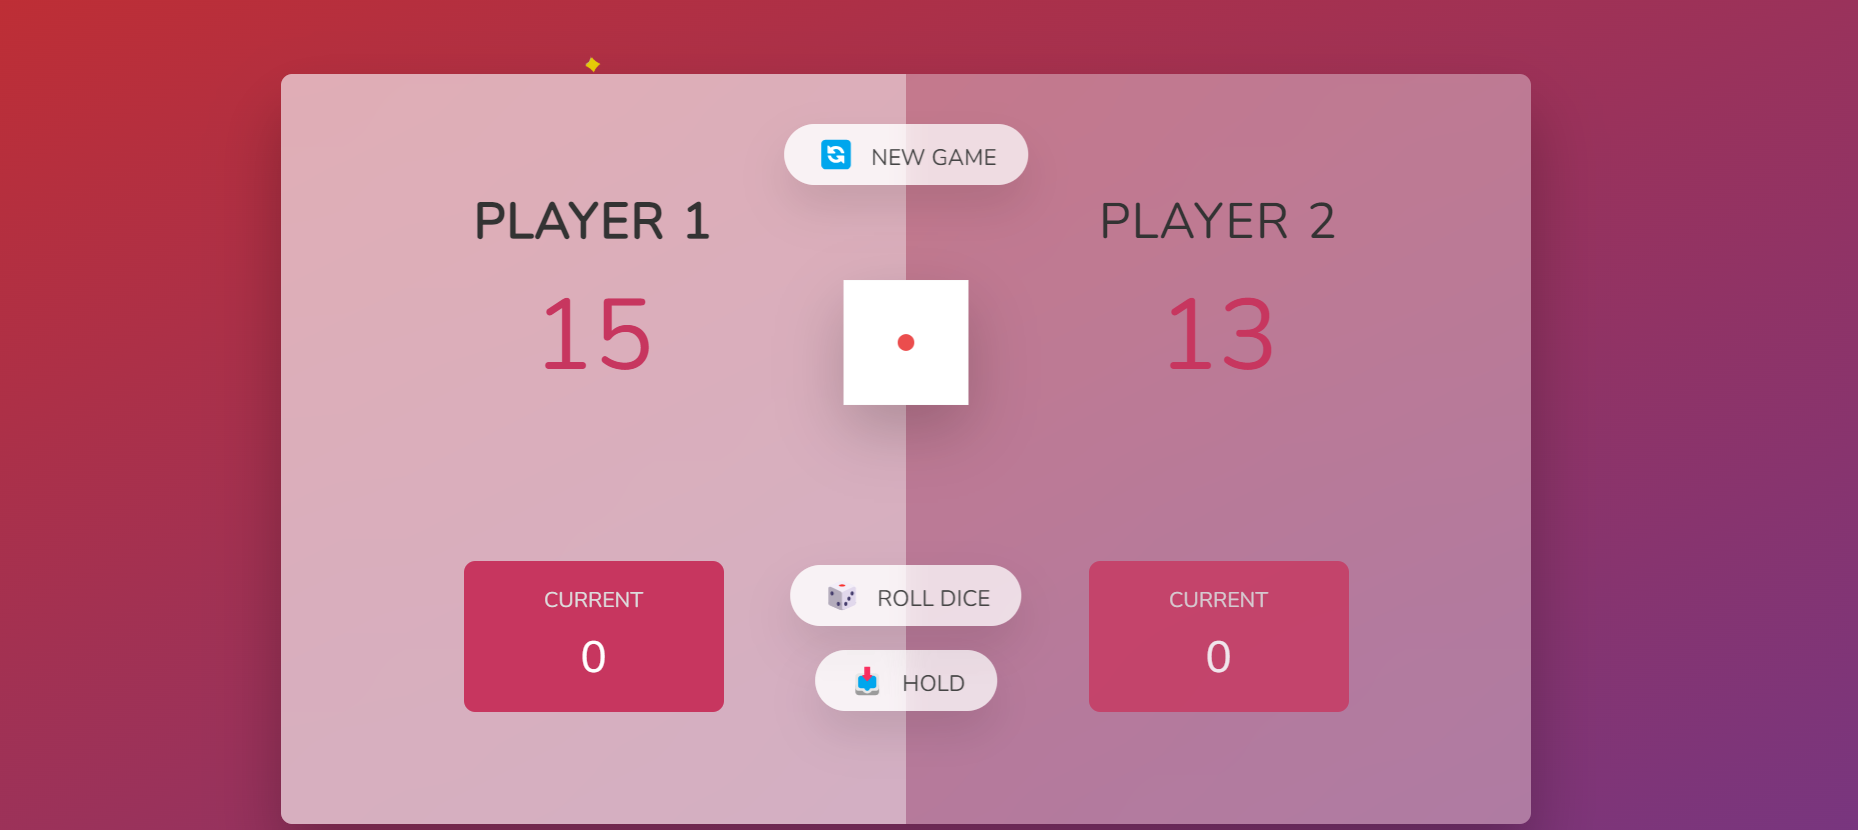 NEW GAME
PLAYER 1
15
PLAYER 2
13
CURRENT
0
ROLL DICE
HOLD
CURRENT
0